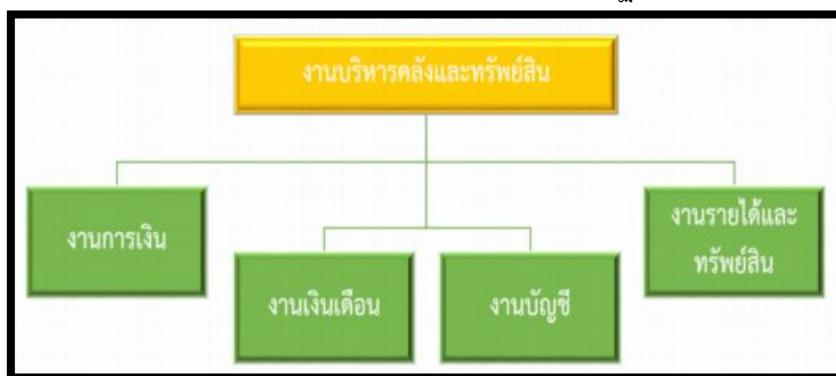 งานบริหารคลังและทรัพย์สิน
งานการเงิน
งานเงินเดือน
งานบัญชี
งานรายได้และ
ทรัพย์สิน